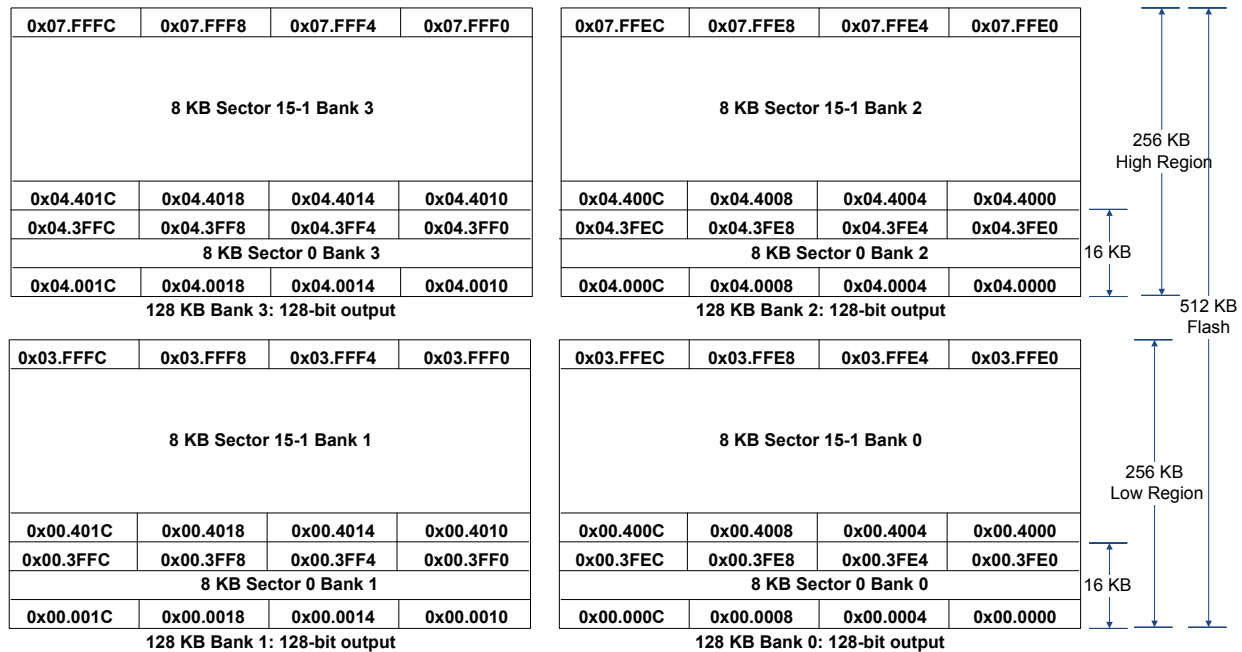 0x07.FFFC 0x07.FFF8 0x07.FFF4 0x07.FFF0 0x07.FFEC 0x07.FFE8 0x07.FFE4 0x07.FFE0
8 KB Sector 15-1 Bank 3 8 KB Sector 15-1 Bank 2
256 KB
High Region
0x04.401C 0x04.4018 0x04.4014 0x04.4010 0x04.400C 0x04.4008 0x04.4004 0x04.4000
0x04.3FFC 0x04.3FF8 0x04.3FF4 0x04.3FF0 0x04.3FEC 0x04.3FE8 0x04.3FE4 0x04.3FE0
8 KB Sector 0 Bank 3 8 KB Sector 0 Bank 2 16 KB
0x04.001C 0x04.0018 0x04.0014 0x04.0010 0x04.000C 0x04.0008 0x04.0004 0x04.0000
128 KB Bank 3: 128-bit output 128 KB Bank 2: 128-bit output
512 KB
Flash
0x03.FFFC 0x03.FFF8 0x03.FFF4 0x03.FFF0 0x03.FFEC 0x03.FFE8 0x03.FFE4 0x03.FFE0
8 KB Sector 15-1 Bank 1 8 KB Sector 15-1 Bank 0
256 KB
Low Region
0x00.401C 0x00.4018 0x00.4014 0x00.4010 0x00.400C 0x00.4008 0x00.4004 0x00.4000
0x00.3FFC 0x00.3FF8 0x00.3FF4 0x00.3FF0 0x00.3FEC 0x00.3FE8 0x00.3FE4 0x00.3FE0
8 KB Sector 0 Bank 1 8 KB Sector 0 Bank 0 16 KB
0x00.001C 0x00.0018 0x00.0014 0x00.0010 0x00.000C 0x00.0008 0x00.0004 0x00.0000
128 KB Bank 1: 128-bit output 128 KB Bank 0: 128-bit output